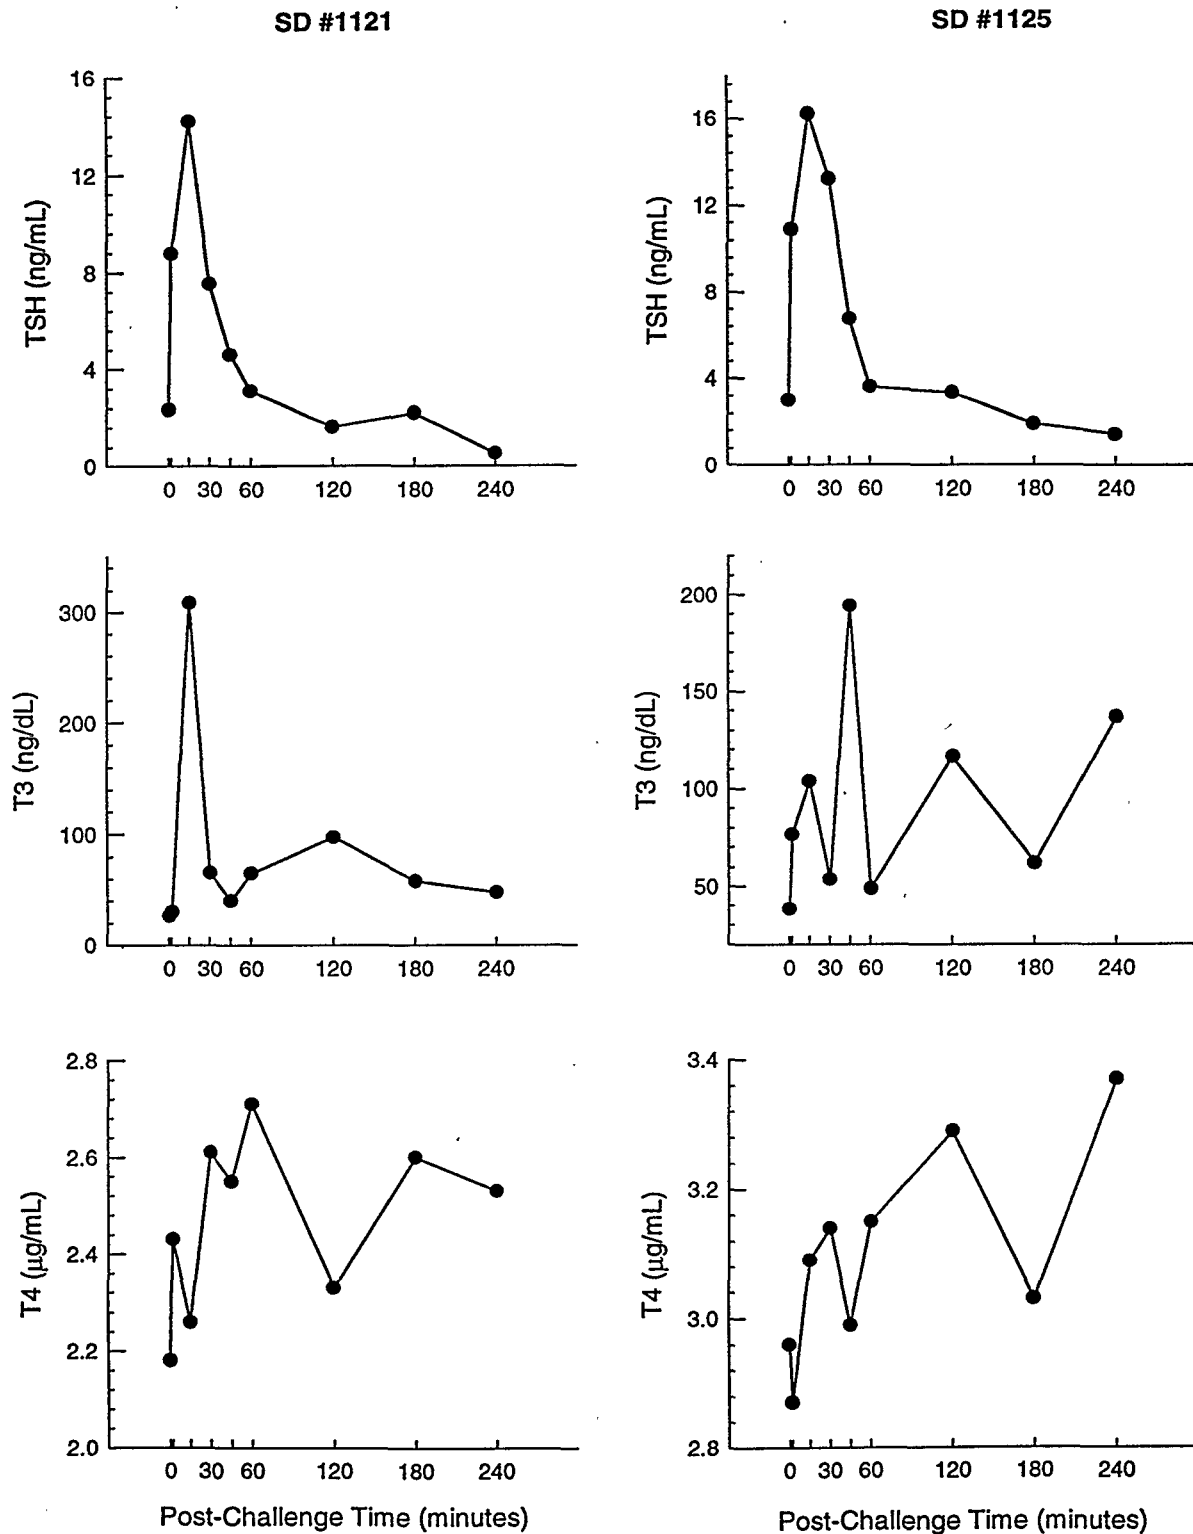 SD #1121
SD #1125
16
12
8
4
0
TSH (ng/mL)
0 30 60 120 180 240
16
12
8
4
0
TSH (ng/mL)
0 30 60 120 180 240
300
200
100
0
T3 (ng/dL)
0 30 60 120 180 240
200
150
100
50
T3 (ng/dL)
0 30 60 120 180 240
2.8
2.6
2.4
2.2
2.0
T4 (μg/mL)
0 30 60 120 180 240
Post-Challenge Time (minutes)
3.4
3.2
3.0
2.8
T4 (μg/mL)
0 30 60 120 180 240
Post-Challenge Time (minutes)